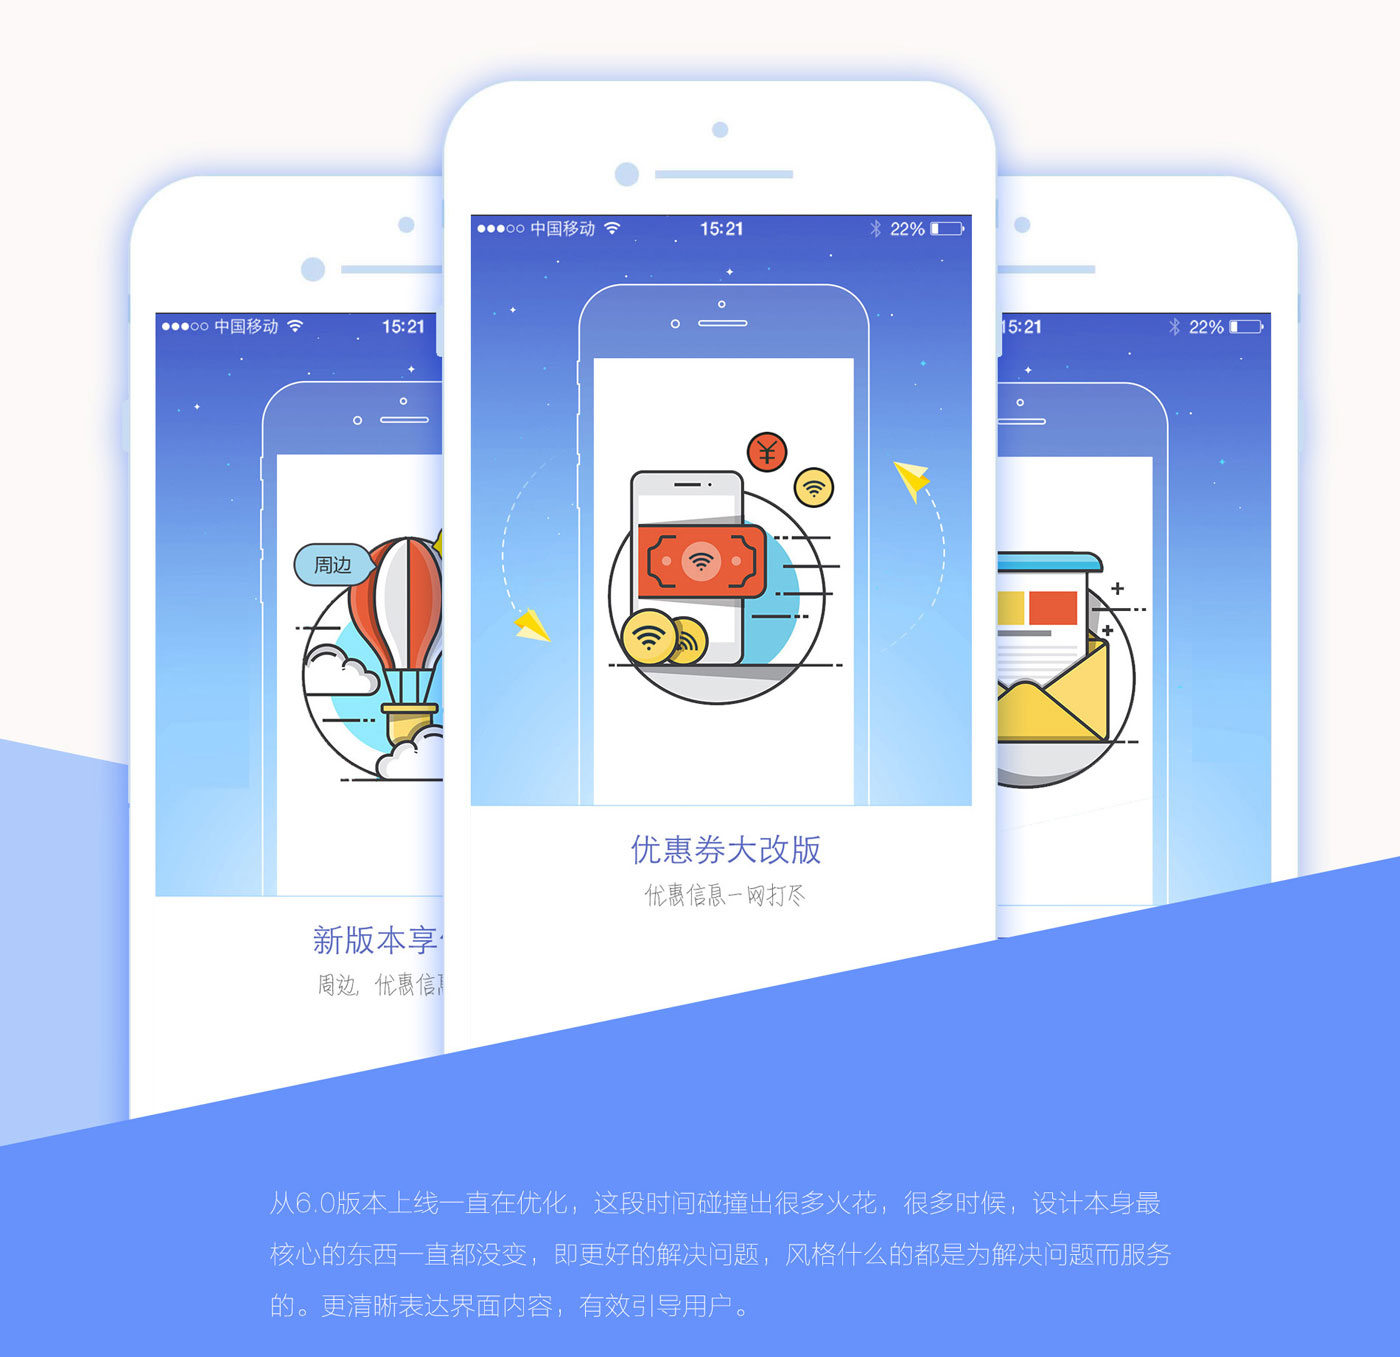 中国移动 15:21 22%
中国移动 15:21
15:21 22%
¥
周边
优惠券大改版
优惠信息一网打尽
新版本享
周边, 优惠信
从6.0版本上线一直在优化，这段时间碰撞出很多火花，很多时候，设计本身最
核心的东西一直都没变，即更好的解决问题，风格什么的都是为解决问题而服务
的。更清晰表达界面内容，有效引导用户。